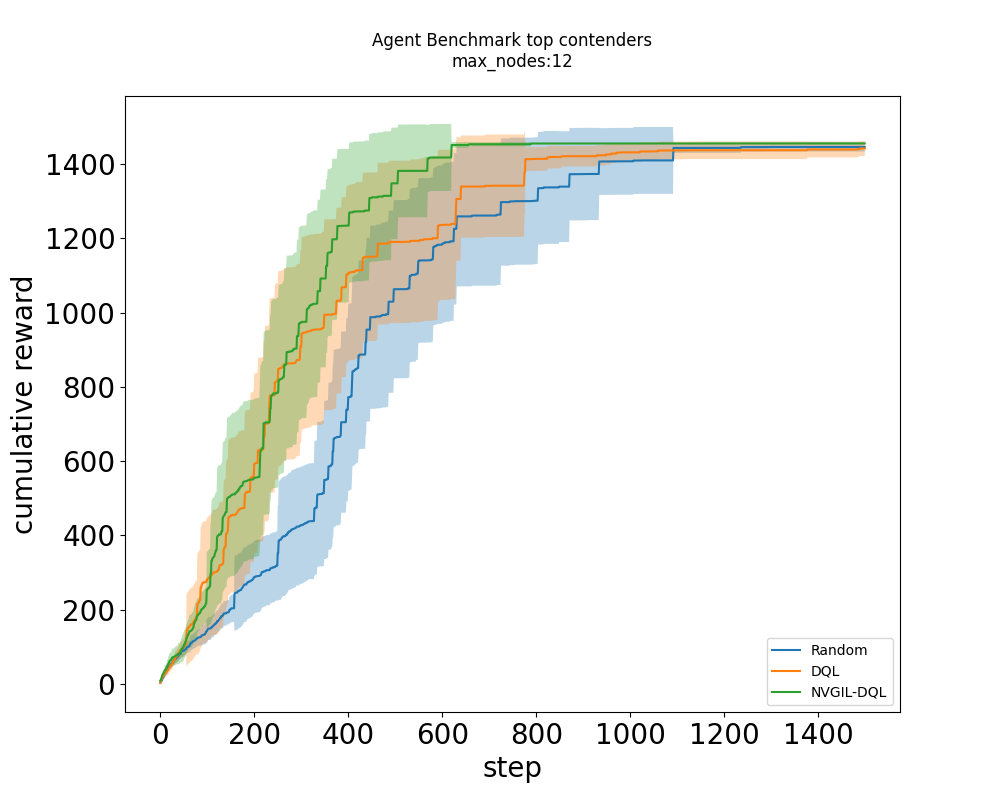 Agent Benchmark top contenders
max_nodes:12
cumulative reward
1400
1200
1000
800
600
400
200
0
0 200 400 600 800 1000 1200 1400
step
Random
DQL
NVGIL-DQL